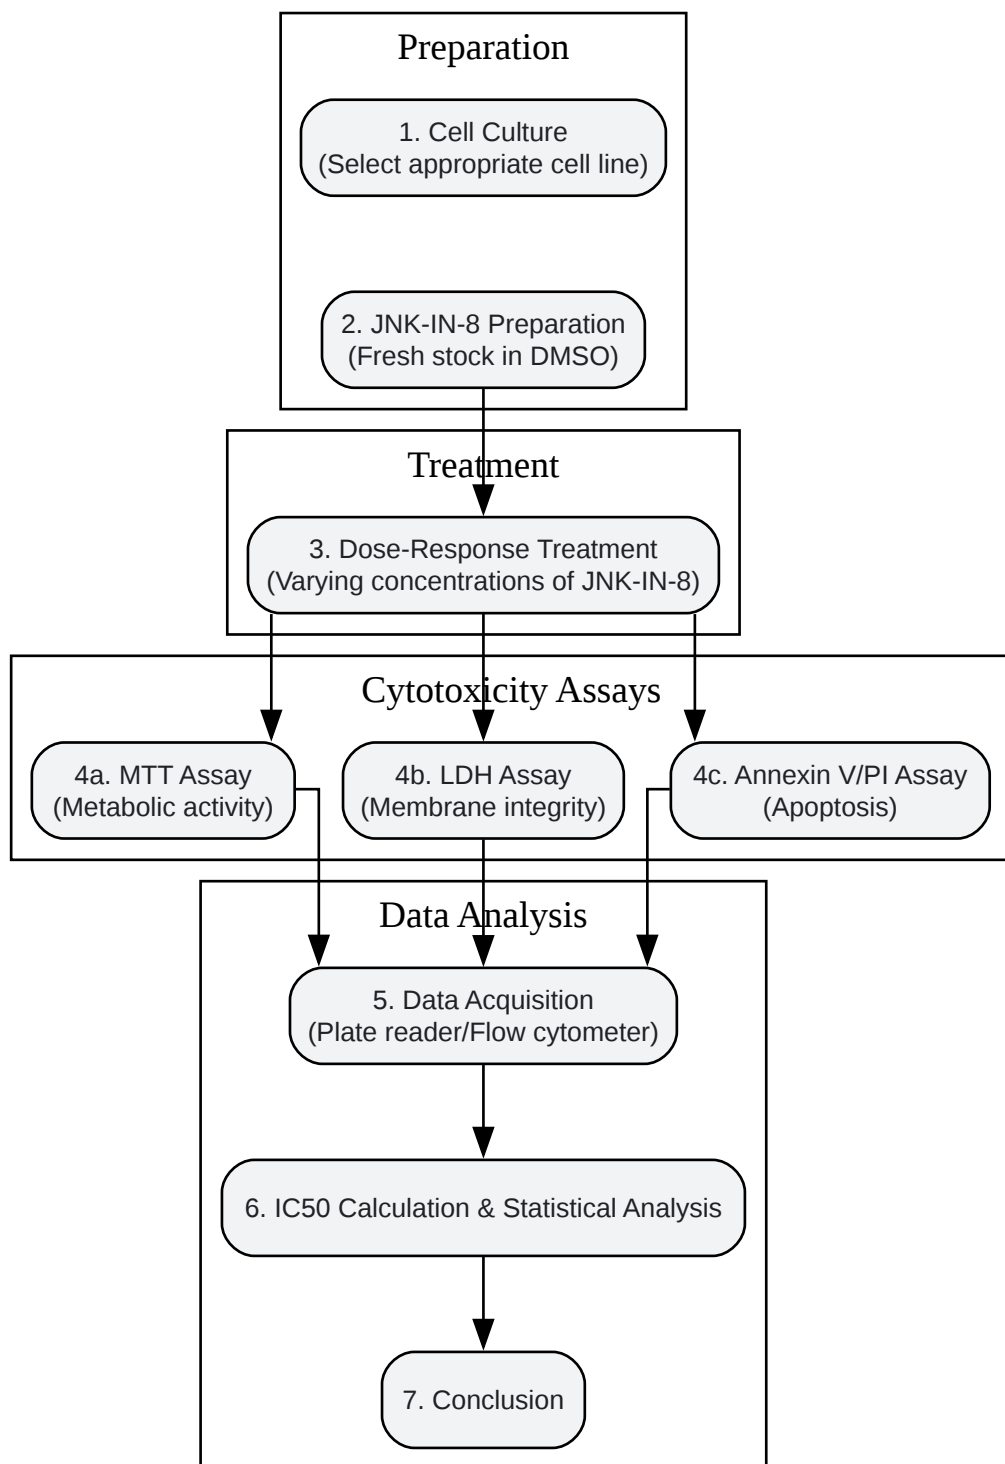 Preparation
1. Cell Culture
(Select appropriate cell line)
2. JNK-IN-8 Preparation
(Fresh stock in DMSO)
Treatment
3. Dose-Response Treatment
(Varying concentrations of JNK-IN-8)
Cytotoxicity Assays
4a. MTT Assay
(Metabolic activity)
4b. LDH Assay
(Membrane integrity)
4c. Annexin V/PI Assay
(Apoptosis)
Data Analysis
5. Data Acquisition
(Plate reader/Flow cytometer)
6. IC50 Calculation & Statistical Analysis
7. Conclusion